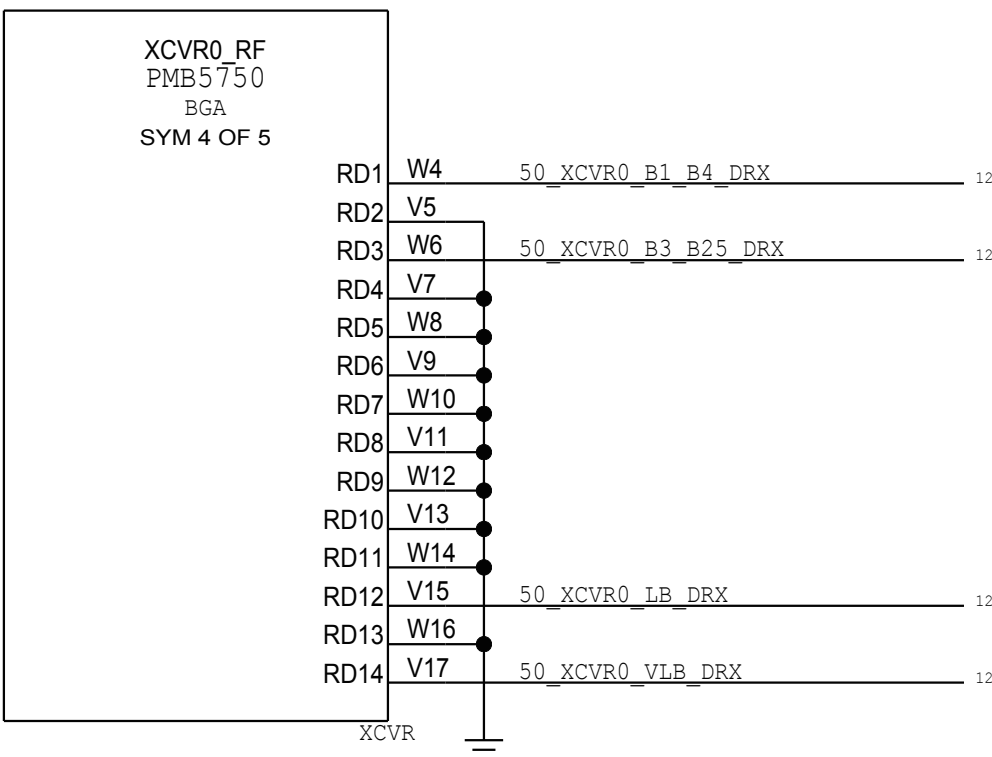 XCVR0_RF
PMB5750
BGA
SYM 4 OF 5
RD1 W4 50_XCVR0_B1_B4_DRX 12
RD2 V5
RD3 W6 50_XCVR0_B3_B25_DRX 12
RD4 V7
RD5 W8
RD6 V9
RD7 W10
RD8 V11
RD9 W12
RD10 V13
RD11 W14
RD12 V15 50_XCVR0_LB_DRX 12
RD13 W16
RD14 V17 50_XCVR0_VLB_DRX 12
XCVR